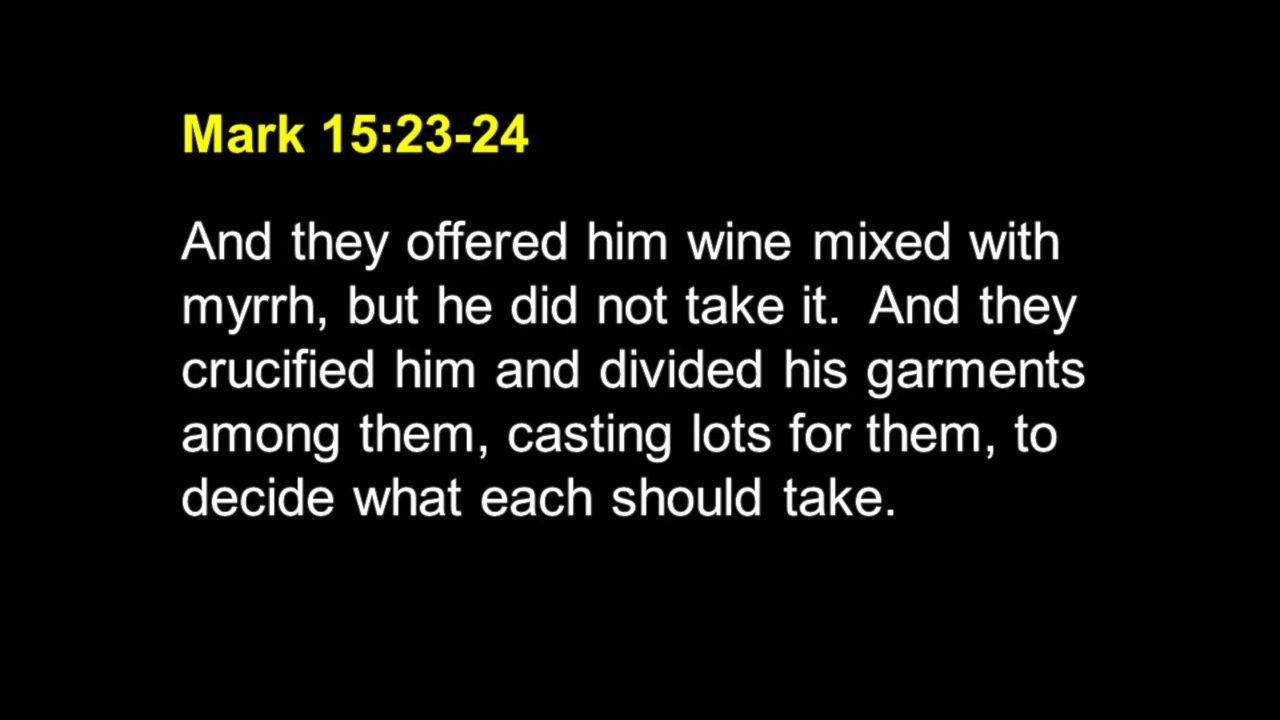 Mark 15:23-24
And they offered him wine mixed with
myrrh, but he did not take it.  And they
crucified him and divided his garments
among them, casting lots for them, to
decide what each should take.